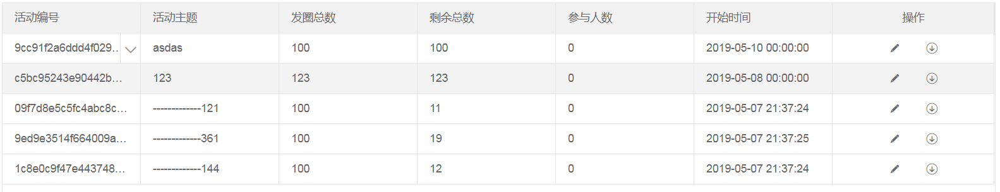 活动编号 活动主题 发圈总数 剩余总数 参与人数 开始时间 操作
9cc91f2a6ddd4f029... asdas 100 100 0 2019-05-10 00:00:00
c5bc95243e90442b... 123 123 123 0 2019-05-08 00:00:00
09f7d8e5c5fc4abc8c... -------------121 100 11 0 2019-05-07 21:37:24
9ed9e3514f664009a... -------------361 100 19 0 2019-05-07 21:37:25
1c8e0c9f47e443748... -------------144 100 12 0 2019-05-07 21:37:24